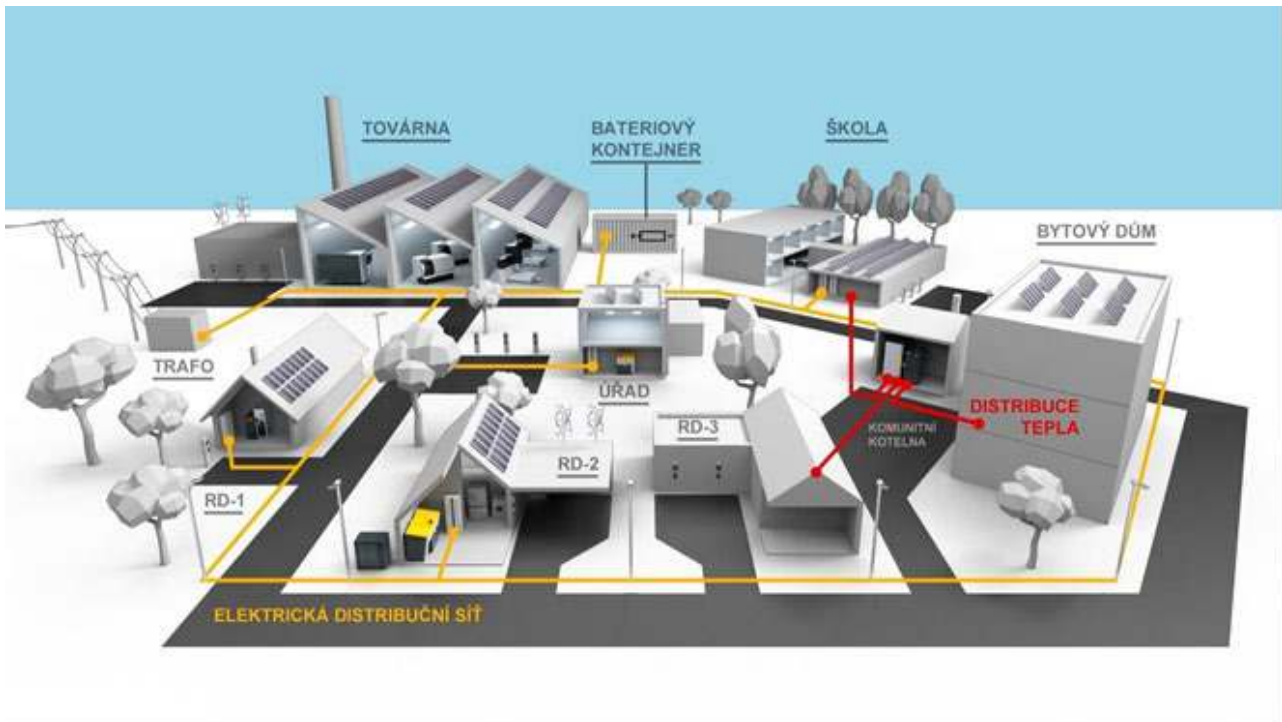 TOVÁRNA
BATERIOVÝ
KONTEJNER
ŠKOLA
BYTOVÝ DŮM
TRAFO
ÚŘAD
RD-1
RD-2
RD-3
DISTRIBUCE
TEPLA
KOMUNITNÍ
KOTELNA
ELEKTRICKÁ DISTRIBUČNÍ SÍŤ